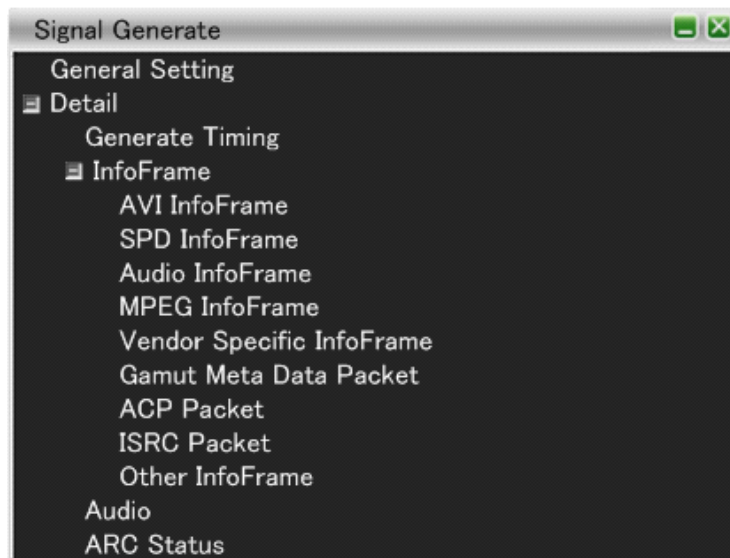 Signal Generate
General Setting
Detail
Generate Timing
InfoFrame
AVI InfoFrame
SPD InfoFrame
Audio InfoFrame
MPEG InfoFrame
Vendor Specific InfoFrame
Gamut Meta Data Packet
ACP Packet
ISRC Packet
Other InfoFrame
Audio
ARC Status